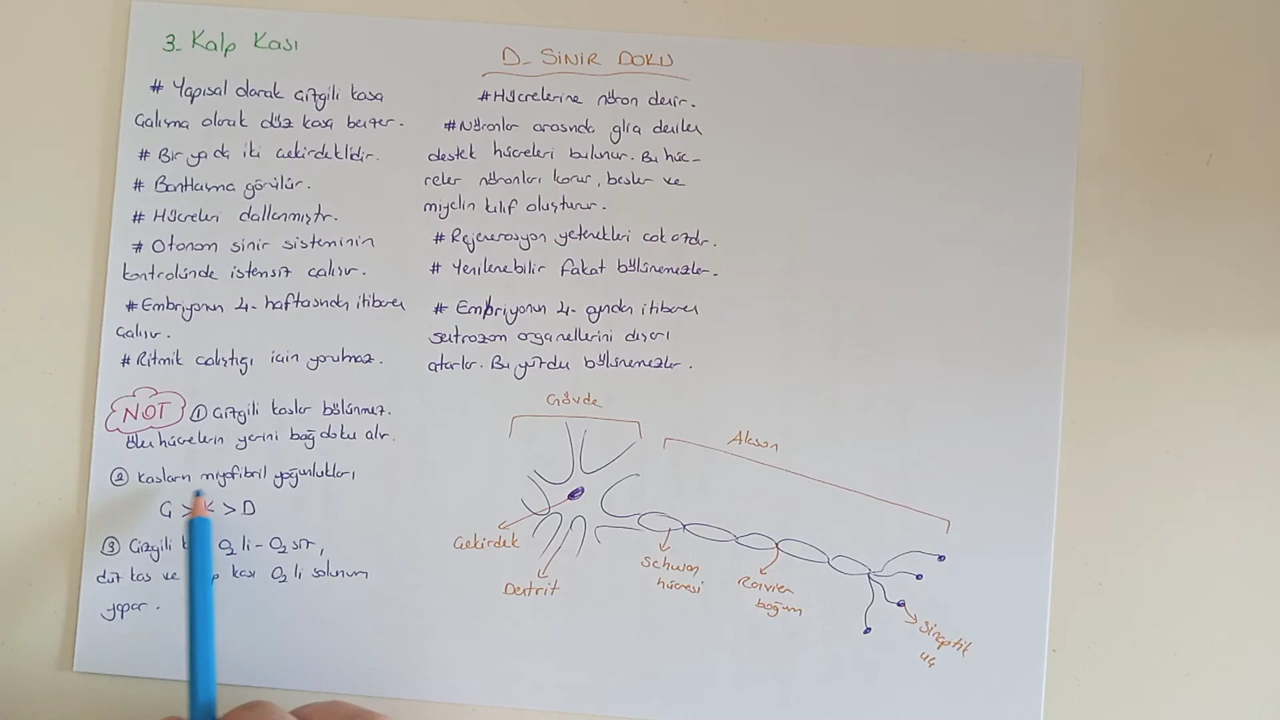 3- Kalp Kası
# Yapısal olarak çizgili kasa
çalışma olarak düz kasa benzer.
# Bir ya da iki çekirdeklidir.
# Bantlaşma görülür.
# Hücreleri dallanmıştır.
# Otonom sinir sisteminin
kontrolünde istemsiz çalışır.
# Embriyonun 4. haftasından itibaren
çalışır.
# Ritmik çalıştığı için yorulmaz.
NOT ① Çizgili kaslar bölünmez.
Ölen hücrelerin yerini bağ doku alır.
② Kasların miyofibril yoğunlukları
Ç > K > D
③ Çizgili O2 li - O2 siz,
düz kas ve kası O2 li solunum
yapar.
D- SİNİR DOKU
# Hücrelerine nöron denir.
# Nöronlar arasında glia denilen
destek hücreleri bulunur. Bu hüc-
reler nöronları korur, besler ve
miyelin kılıf oluşturur.
# Rejenerasyon yetenekleri çok azdır.
# Yenilenebilir fakat bölünemezler.
# Embriyonun 4. ayından itibaren
sentrozom organellerini dışarı
atarlar. Bu yüzden bölünemezler.
Gövde
Akson
Çekirdek
Dentrit
Schwan
hücresi
Ranvier
boğum
Sinaptik
uç